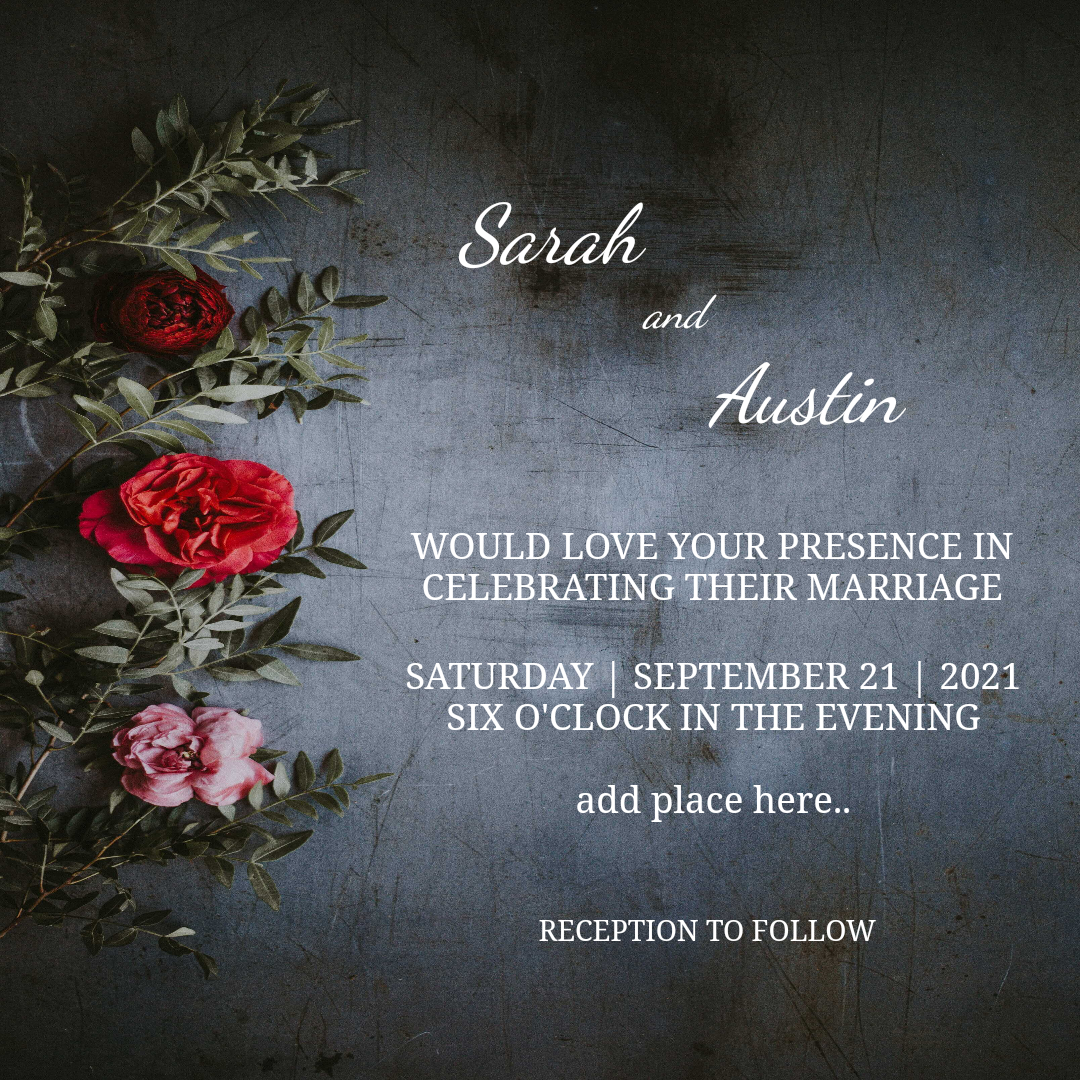 Sarah
and
Austin
WOULD LOVE YOUR PRESENCE IN
CELEBRATING THEIR MARRIAGE
SATURDAY | SEPTEMBER 21 | 2021
SIX O'CLOCK IN THE EVENING
add place here..
RECEPTION TO FOLLOW